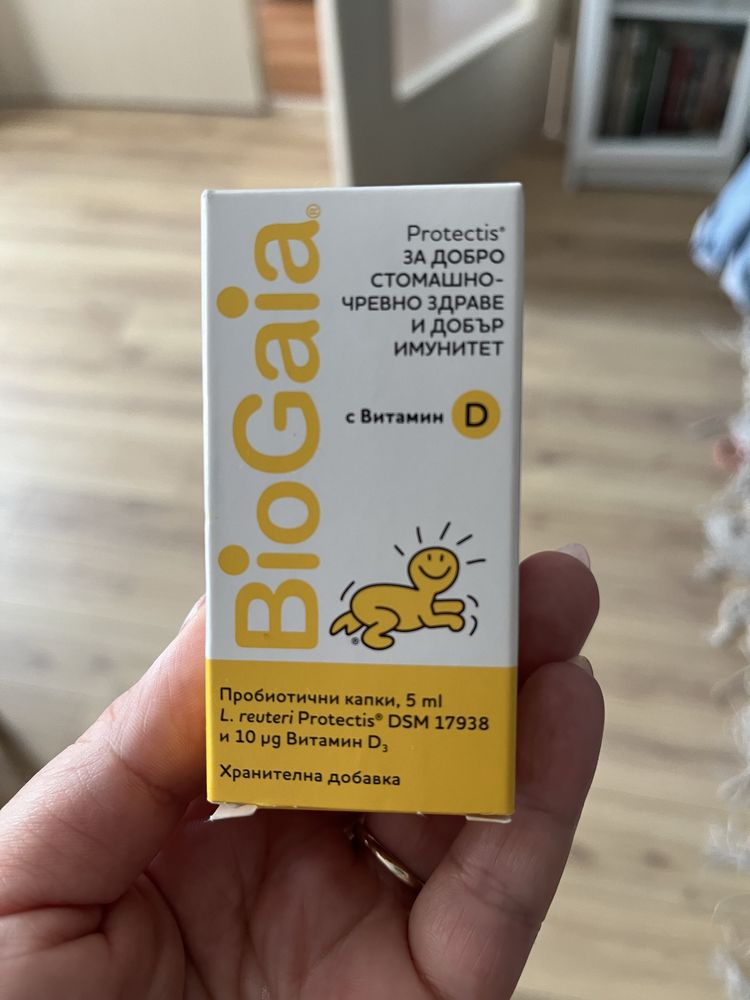 BioGaia®
Protectis®
ЗА ДОБРО
СТОМАШНО-
ЧРЕВНО ЗДРАВЕ
И ДОБЪР
ИМУНИТЕТ
с Витамин D
®
Пробиотични капки, 5 ml
L. reuteri Protectis® DSM 17938
и 10 µg Витамин D₃
Хранителна добавка